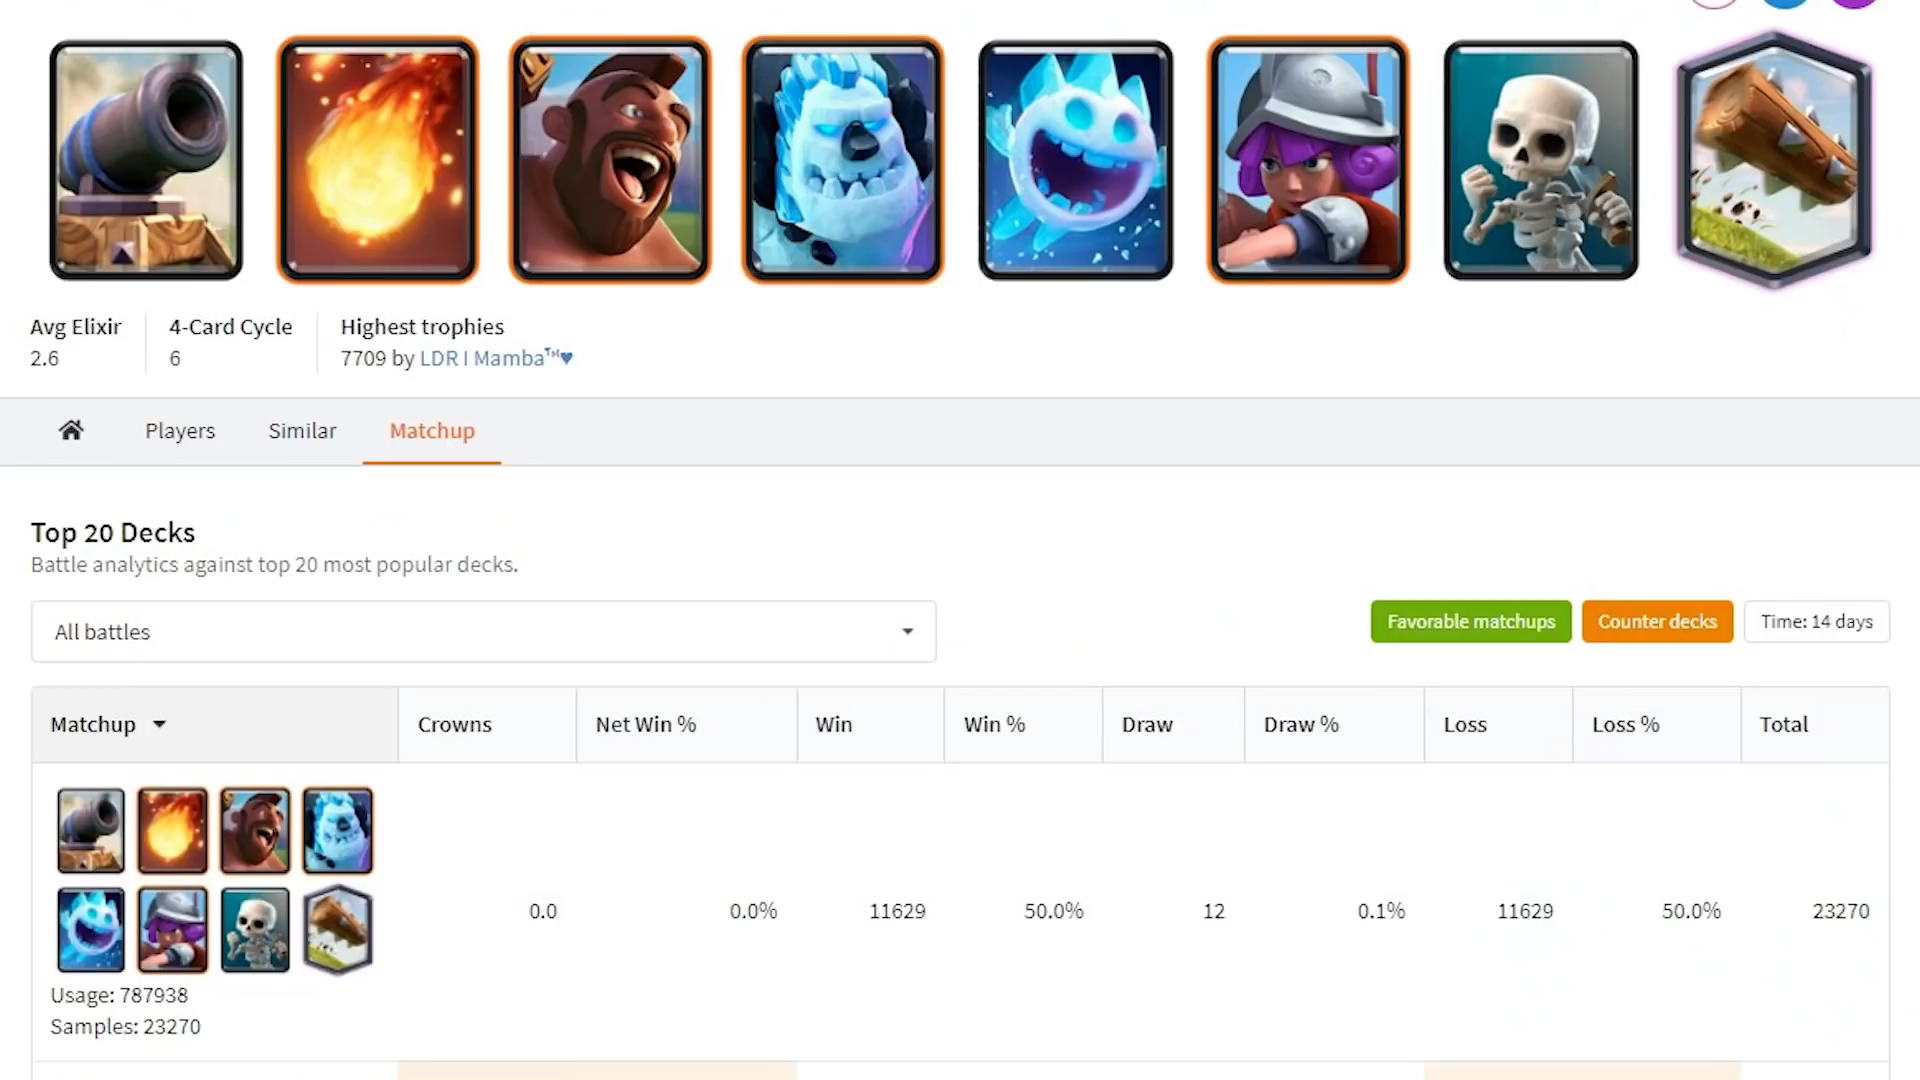 Avg Elixir
2.6
4-Card Cycle
6
Highest trophies
7709 by LDR I Mamba™♥
Players
Similar
Matchup
Top 20 Decks
Battle analytics against top 20 most popular decks.
All battles
Favorable matchups
Counter decks
Time: 14 days
Matchup
Crowns
Net Win %
Win
Win %
Draw
Draw %
Loss
Loss %
Total
0.0
0.0%
11629
50.0%
12
0.1%
11629
50.0%
23270
Usage: 787938
Samples: 23270